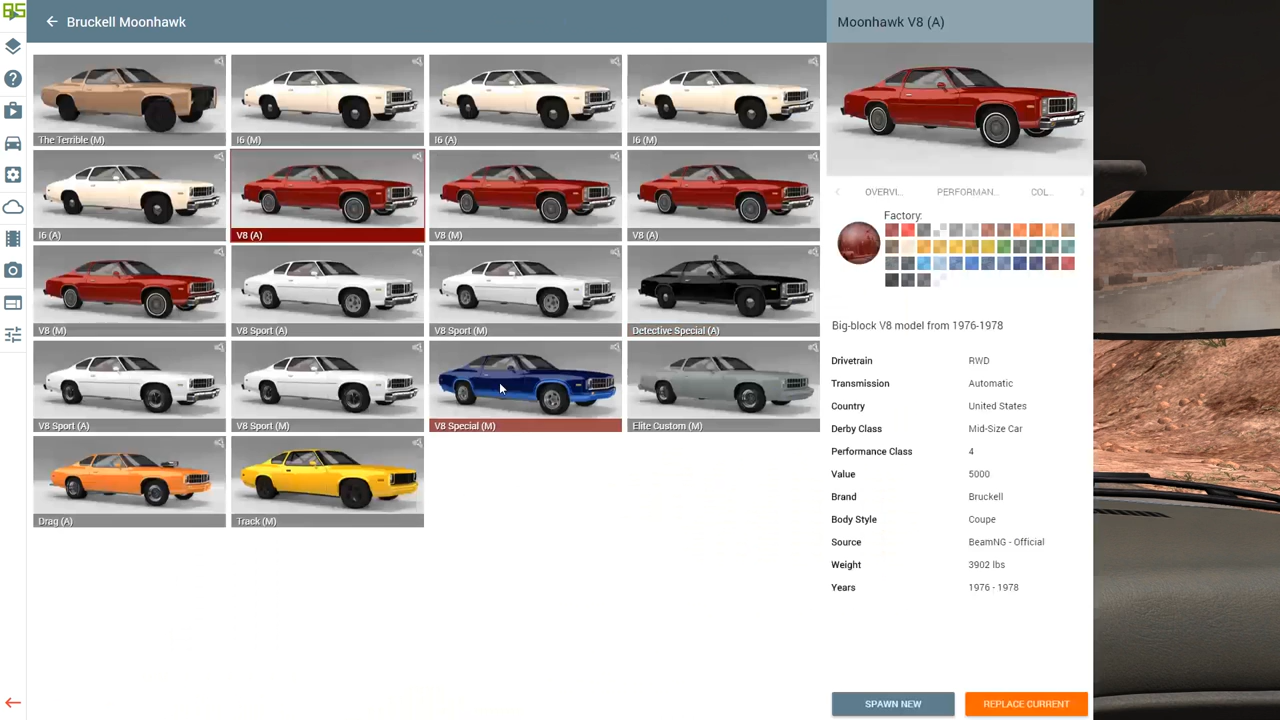 Bruckell Moonhawk
The Terrible (M)
I6 (M)
I6 (A)
I6 (M)
I6 (A)
V8 (A)
V8 (M)
V8 (A)
V8 (M)
V8 Sport (A)
V8 Sport (M)
Detective Special (A)
V8 Sport (A)
V8 Sport (M)
V8 Special (M)
Elite Custom (M)
Drag (A)
Track (M)
Moonhawk V8 (A)
OVERVI...
PERFORMAN...
COL...
Factory:
Big-block V8 model from 1976-1978
Drivetrain RWD
Transmission Automatic
Country United States
Derby Class Mid-Size Car
Performance Class 4
Value 5000
Brand Bruckell
Body Style Coupe
Source BeamNG - Official
Weight 3902 lbs
Years 1976 - 1978
SPAWN NEW
REPLACE CURRENT